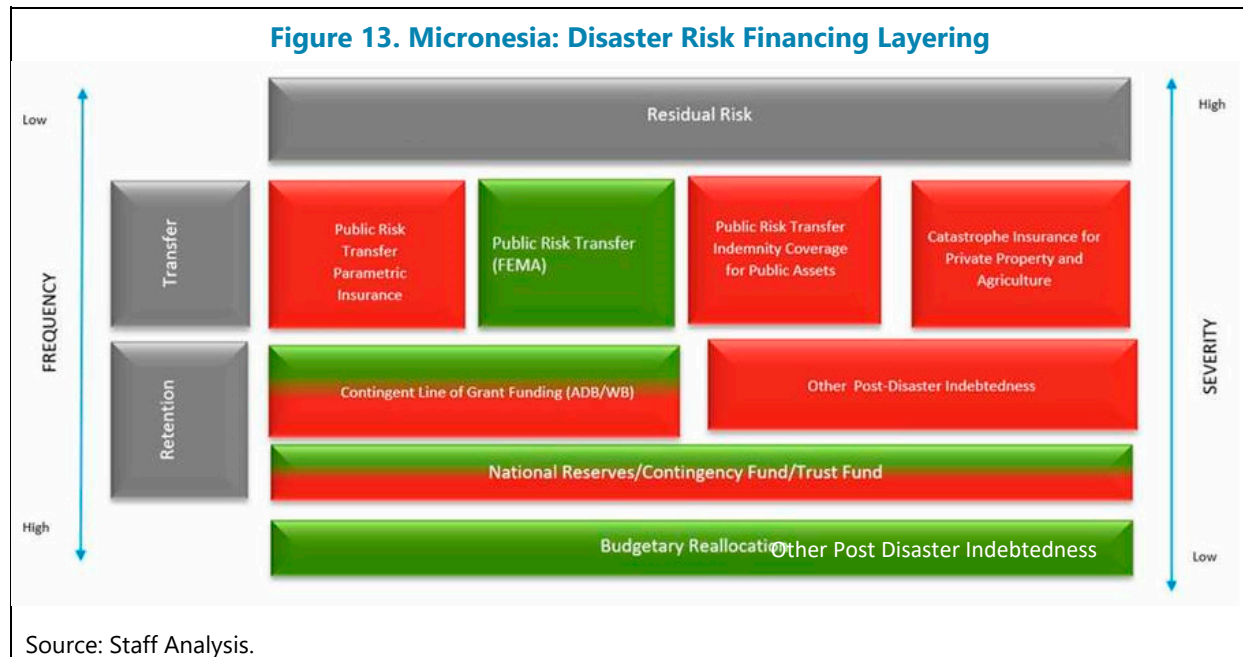 Figure 13. Micronesia: Disaster Risk Financing Layering
Low
High
Residual Risk
Transfer
Public Risk
Transfer
Parametric
Insurance
Public Risk Transfer
(FEMA)
Public Risk Transfer
Indemnity Coverage
for Public Assets
Catastrophe Insurance for
Private Property and
Agriculture
FREQUENCY
SEVERITY
Retention
Contingent Line of Grant Funding (ADB/WB)
Other Post-Disaster Indebtedness
National Reserves/Contingency Fund/Trust Fund
High
Budgetary Reallocation
Other Post Disaster Indebtedness
Low
Source: Staff Analysis.